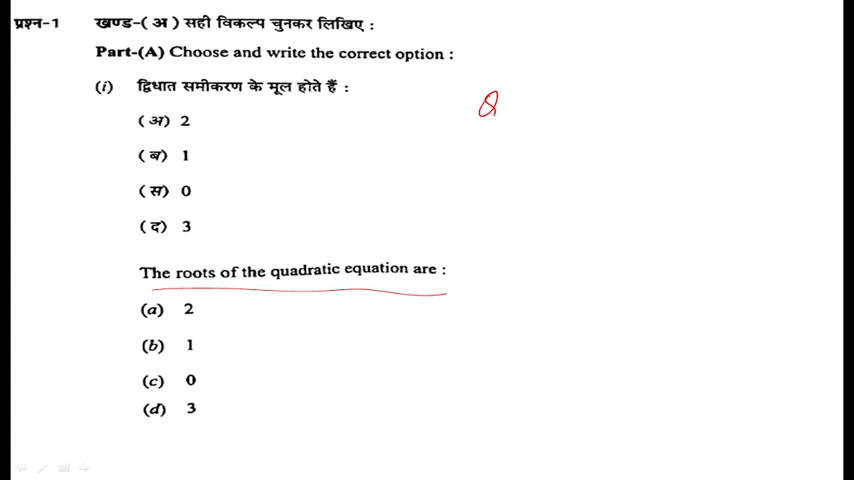 प्रश्न-1 खण्ड-( अ ) सही विकल्प चुनकर लिखिए :
Part-(A) Choose and write the correct option :
(i) द्विधात समीकरण के मूल होते हैं :
( अ ) 2
( ब ) 1
( स ) 0
( द ) 3
The roots of the quadratic equation are :
(a) 2
(b) 1
(c) 0
(d) 3